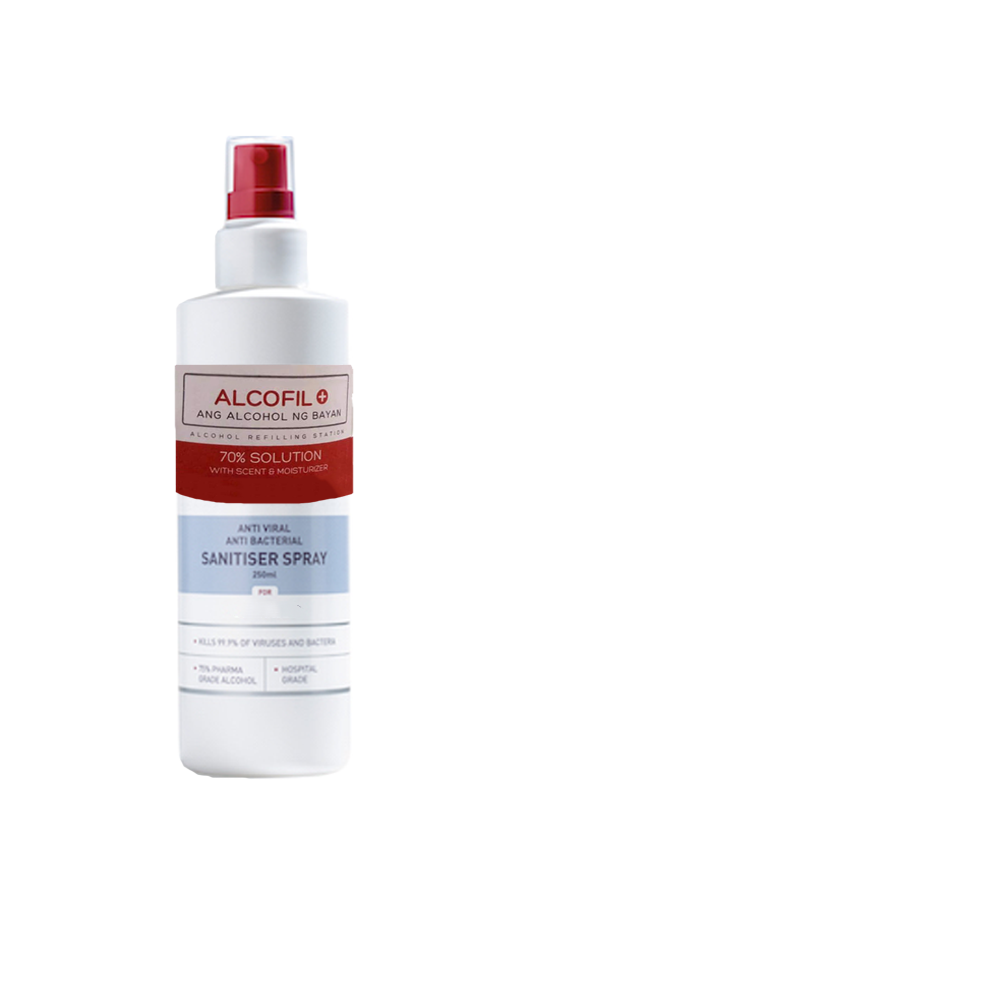 ALCOFIL +
ANG ALCOHOL NG BAYAN
ALCOHOL REFILLING STATION
70% SOLUTION
WITH SCENT & MOISTURIZER
ANTI VIRAL
ANTI BACTERIAL
SANITISER SPRAY
250ml
FOR
• KILLS 99.9% OF VIRUSES AND BACTERIA
• 75% PHARMA GRADE ALCOHOL
• HOSPITAL GRADE